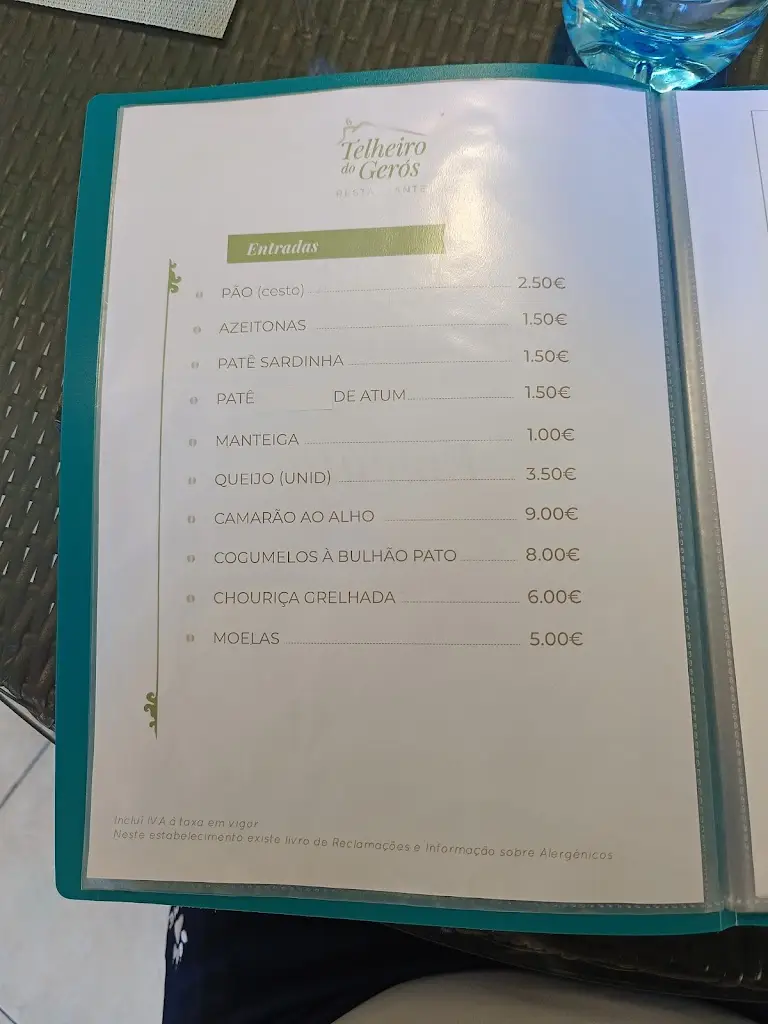 Telheiro
do Gerós
Entradas
PÃO (cesto) 2.50€
AZEITONAS 1.50€
PATÊ SARDINHA 1.50€
PATÊ DE ATUM 1.50€
MANTEIGA 1.00€
QUEIJO (UNID) 3.50€
CAMARÃO AO ALHO 9.00€
COGUMELOS À BULHÃO PATO 8.00€
CHOURIÇA GRELHADA 6.00€
MOELAS 5.00€
Incluí IVA á taxa em vigor
Neste estabelecimento existe livro de Reclamações e Informação sobre Alergénicos